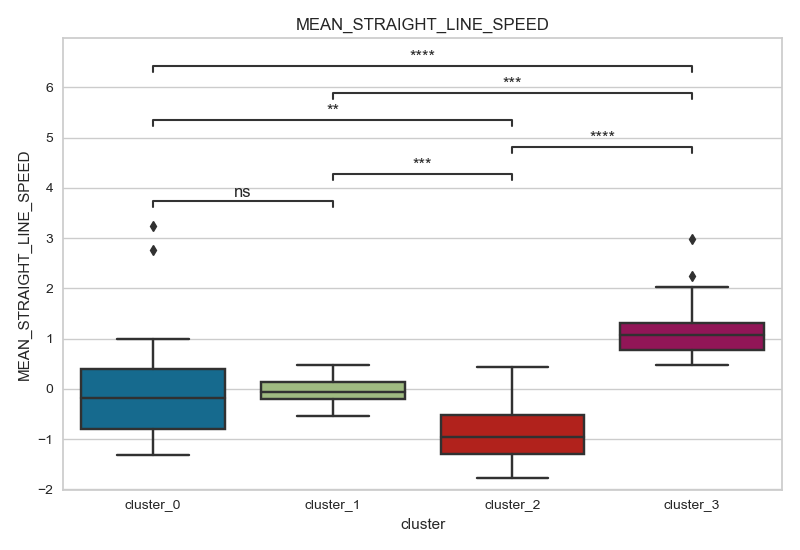 MEAN_STRAIGHT_LINE_SPEED
****
***
**
****
***
ns
MEAN_STRAIGHT_LINE_SPEED
6
5
4
3
2
1
0
−1
−2
cluster_0 cluster_1 cluster_2 cluster_3
cluster